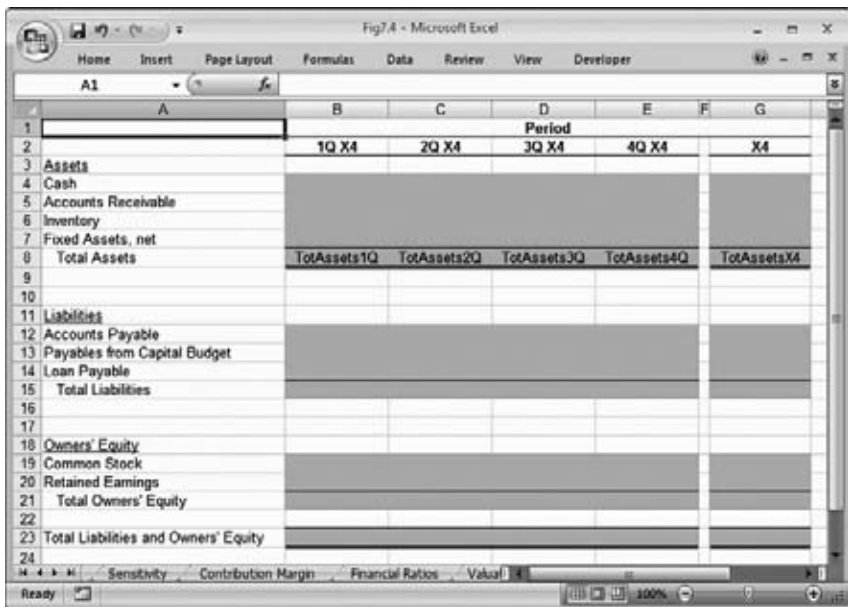 Fig7.4 - Microsoft Excel
Home Insert Page Layout Formulas Data Review View Developer
A1 fx
A B C D E F G
1 Period
2 1Q X4 2Q X4 3Q X4 4Q X4 X4
3 Assets
4 Cash
5 Accounts Receivable
6 Inventory
7 Fixed Assets, net
8 Total Assets TotAssets1Q TotAssets2Q TotAssets3Q TotAssets4Q TotAssetsX4
9
10
11 Liabilities
12 Accounts Payable
13 Payables from Capital Budget
14 Loan Payable
15 Total Liabilities
16
17
18 Owners' Equity
19 Common Stock
20 Retained Earnings
21 Total Owners' Equity
22
23 Total Liabilities and Owners' Equity
24
Sensitivity Contribution Margin Financial Ratios Valuat
Ready 100%